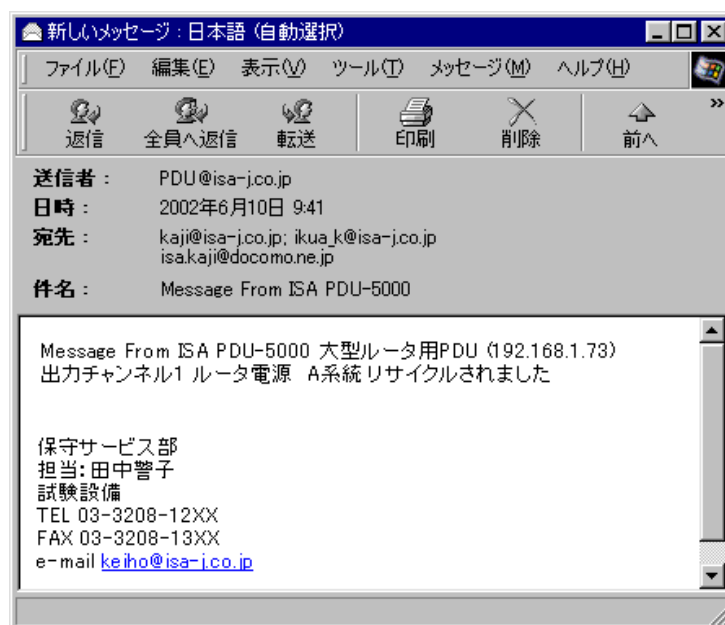 新しいメッセージ : 日本語 (自動選択)
ファイル(F) 編集(E) 表示(V) ツール(T) メッセージ(M) ヘルプ(H)
返信 全員へ返信 転送 印刷 削除 前へ »
送信者 : PDU@isa-j.co.jp
日時 : 2002年6月10日 9:41
宛先 : kaji@isa-j.co.jp; ikua_k@isa-j.co.jp
isa.kaji@docomo.ne.jp
件名 : Message From ISA PDU-5000
Message From ISA PDU-5000 大型ルータ用PDU (192.168.1.73)
出力チャンネル1 ルータ電源 A系統 リサイクルされました
保守サービス部
担当: 田中警子
試験設備
TEL 03-3208-12XX
FAX 03-3208-13XX
e-mail keiho@isa-j.co.jp